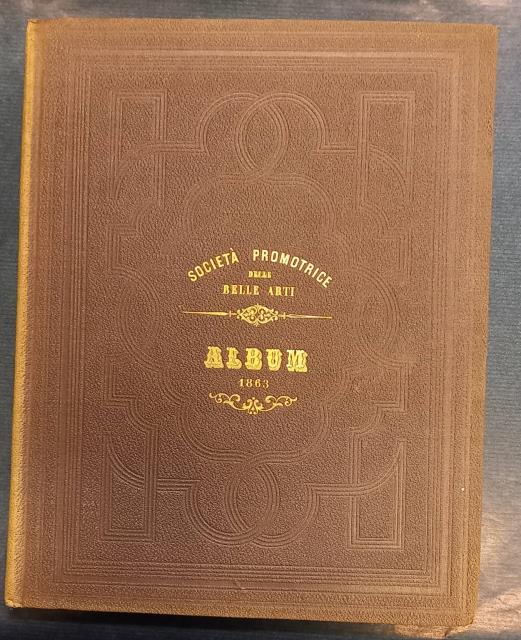 SOCIETÀ PROMOTRICE
DELLE
BELLE ARTI
ALBUM
1863